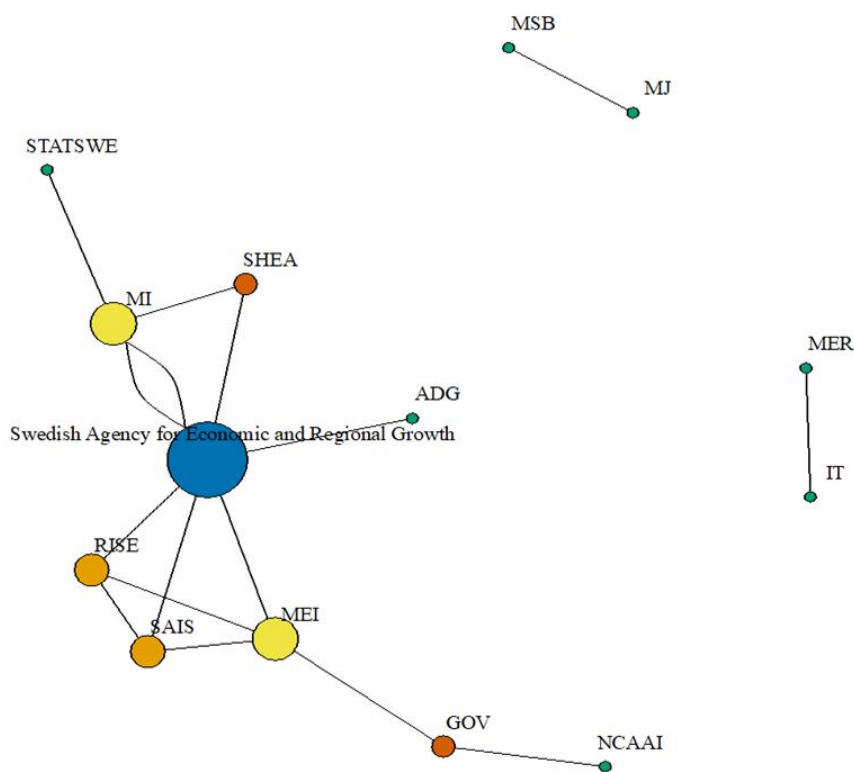 MSB
MJ
STATSWE
SHEA
MI
MER
ADG
Swedish Agency for Economic and Regional Growth
IT
RISE
SAIS
MEI
GOV
NCAAI